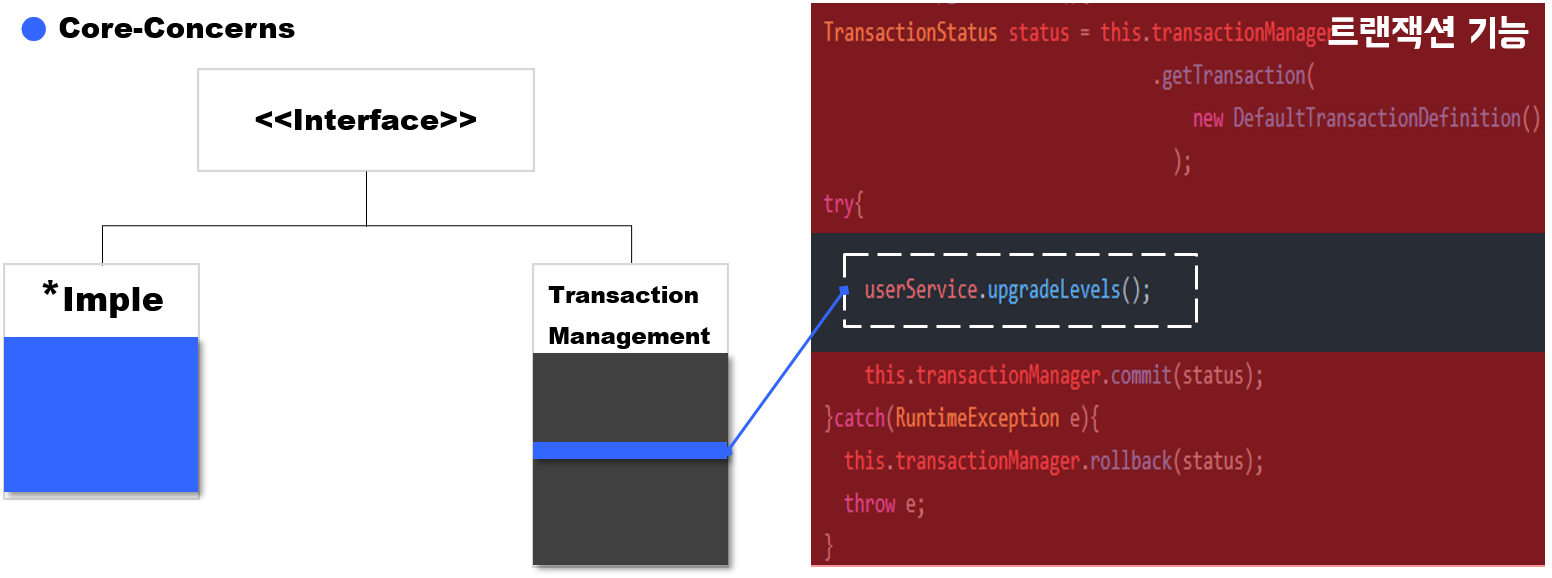 Core-Concerns
<<Interface>>
*Imple
Transaction
Management
트랜잭션 기능
TransactionStatus status = this.transactionManager
.getTransaction(
new DefaultTransactionDefinition()
);
try{
userService.upgradeLevels();
this.transactionManager.commit(status);
}catch(RuntimeException e){
this.transactionManager.rollback(status);
throw e;
}